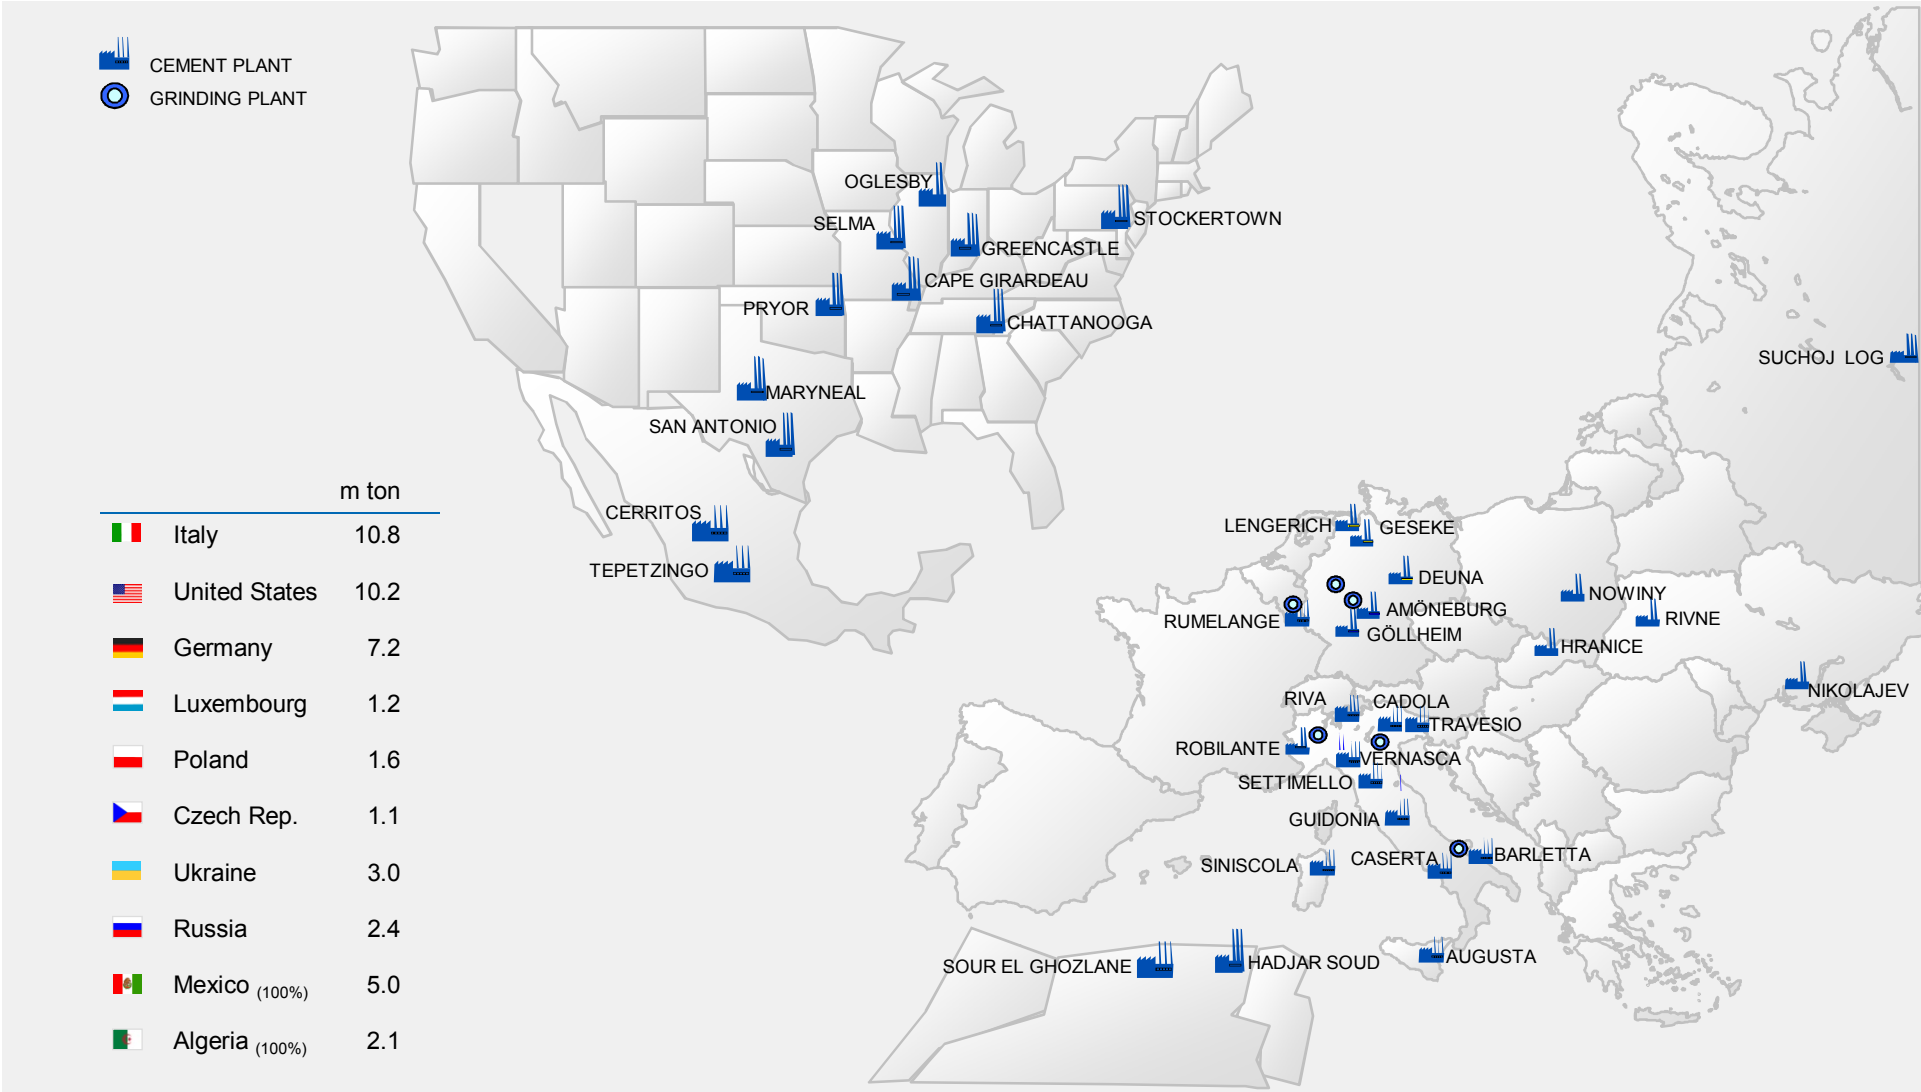 CEMENT PLANT
GRINDING PLANT
OGLESBY
SELMA
STOCKERTOWN
GREENCASTLE
CAPE GIRARDEAU
PRYOR
CHATTANOOGA
SUCHOJ LOG
MARYNEAL
SAN ANTONIO
CERRITOS
TEPETZINGO
LENGERICH
GESEKE
DEUNA
NOWINY
AMÖNEBURG
RUMELANGE
RIVNE
GÖLLHEIM
HRANICE
NIKOLAJEV
RIVA
CADOLA
TRAVESIO
ROBILANTE
VERNASCA
SETTIMELLO
GUIDONIA
CASERTA
BARLETTA
SINISCOLA
AUGUSTA
SOUR EL GHOZLANE
HADJAR SOUD
m ton
Italy 10.8
United States 10.2
Germany 7.2
Luxembourg 1.2
Poland 1.6
Czech Rep. 1.1
Ukraine 3.0
Russia 2.4
Mexico (100%) 5.0
Algeria (100%) 2.1